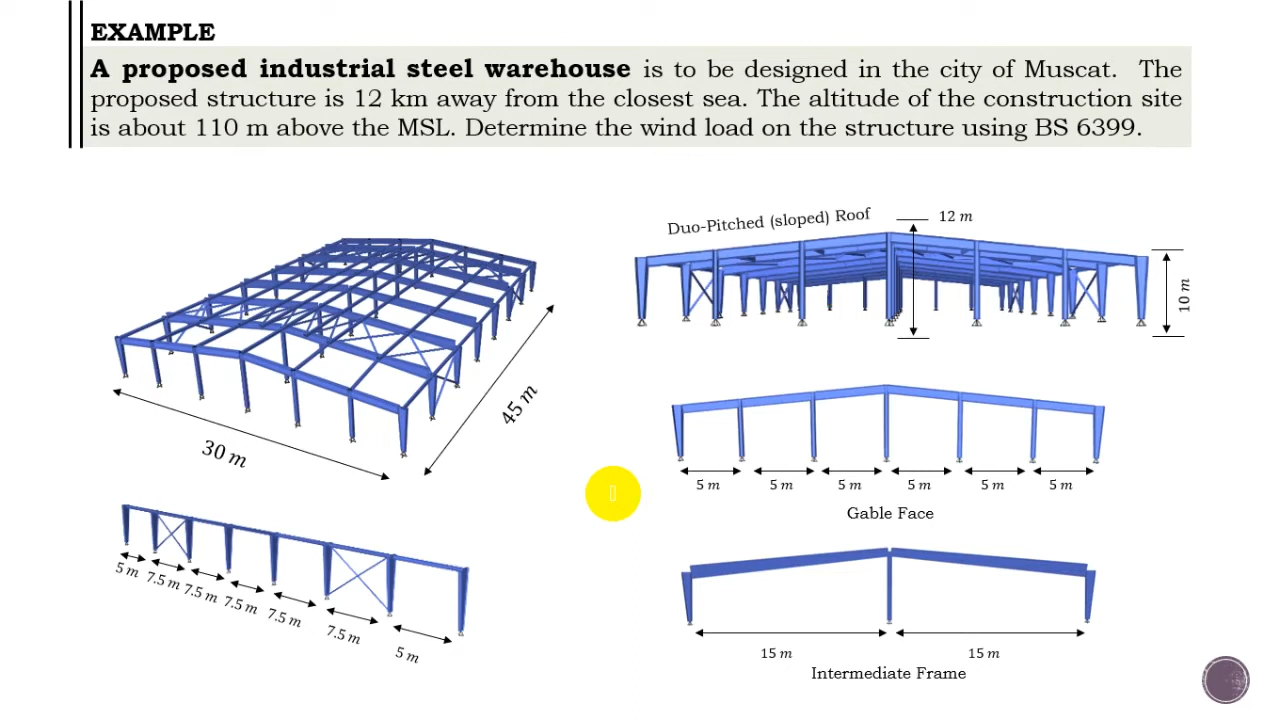 EXAMPLE
A proposed industrial steel warehouse is to be designed in the city of Muscat. The
proposed structure is 12 km away from the closest sea. The altitude of the construction site
is about 110 m above the MSL. Determine the wind load on the structure using BS 6399.
Duo-Pitched (sloped) Roof
12 m
10 m
30 m
45 m
5 m
5 m
5 m
5 m
5 m
5 m
Gable Face
5 m
7.5 m
7.5 m
7.5 m
7.5 m
7.5 m
5 m
15 m
15 m
Intermediate Frame